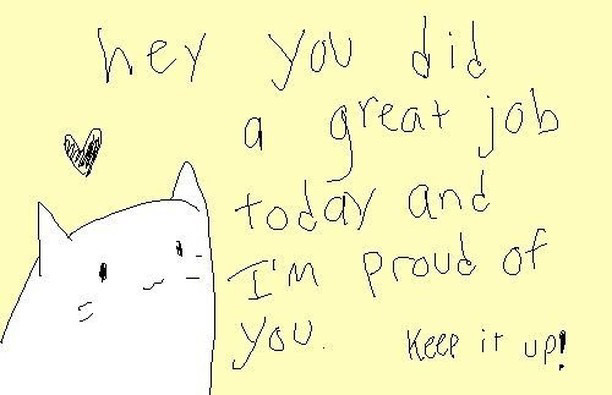 hey you did
a great job
today and
I'm proud of
you.
Keep it up!